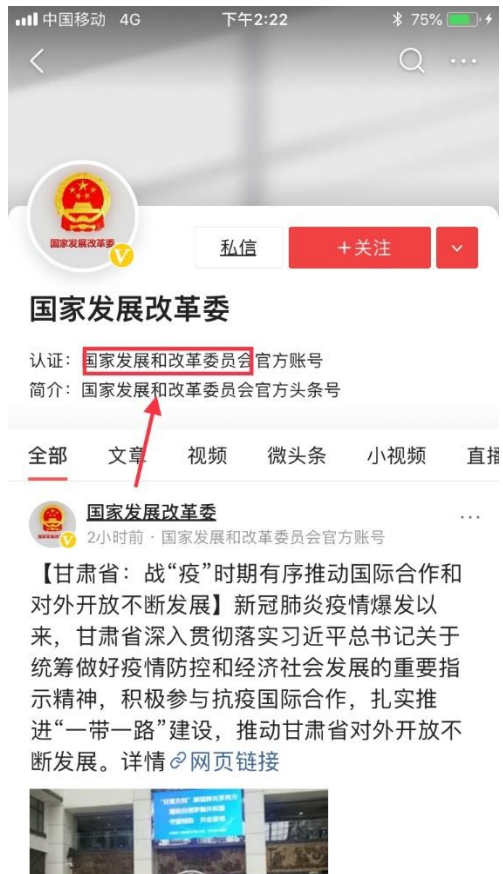 中国移动 4G 下午2:22 75%
国家发展改革委
私信 +关注
国家发展改革委
认证：国家发展和改革委员会官方账号
简介：国家发展和改革委员会官方头条号
全部 文章 视频 微头条 小视频 直播
国家发展改革委
2小时前 · 国家发展和改革委员会官方账号
【甘肃省：战“疫”时期有序推动国际合作和
对外开放不断发展】新冠肺炎疫情爆发以
来，甘肃省深入贯彻落实习近平总书记关于
统筹做好疫情防控和经济社会发展的重要指
示精神，积极参与抗疫国际合作，扎实推
进“一带一路”建设，推动甘肃省对外开放不
断发展。详情网页链接